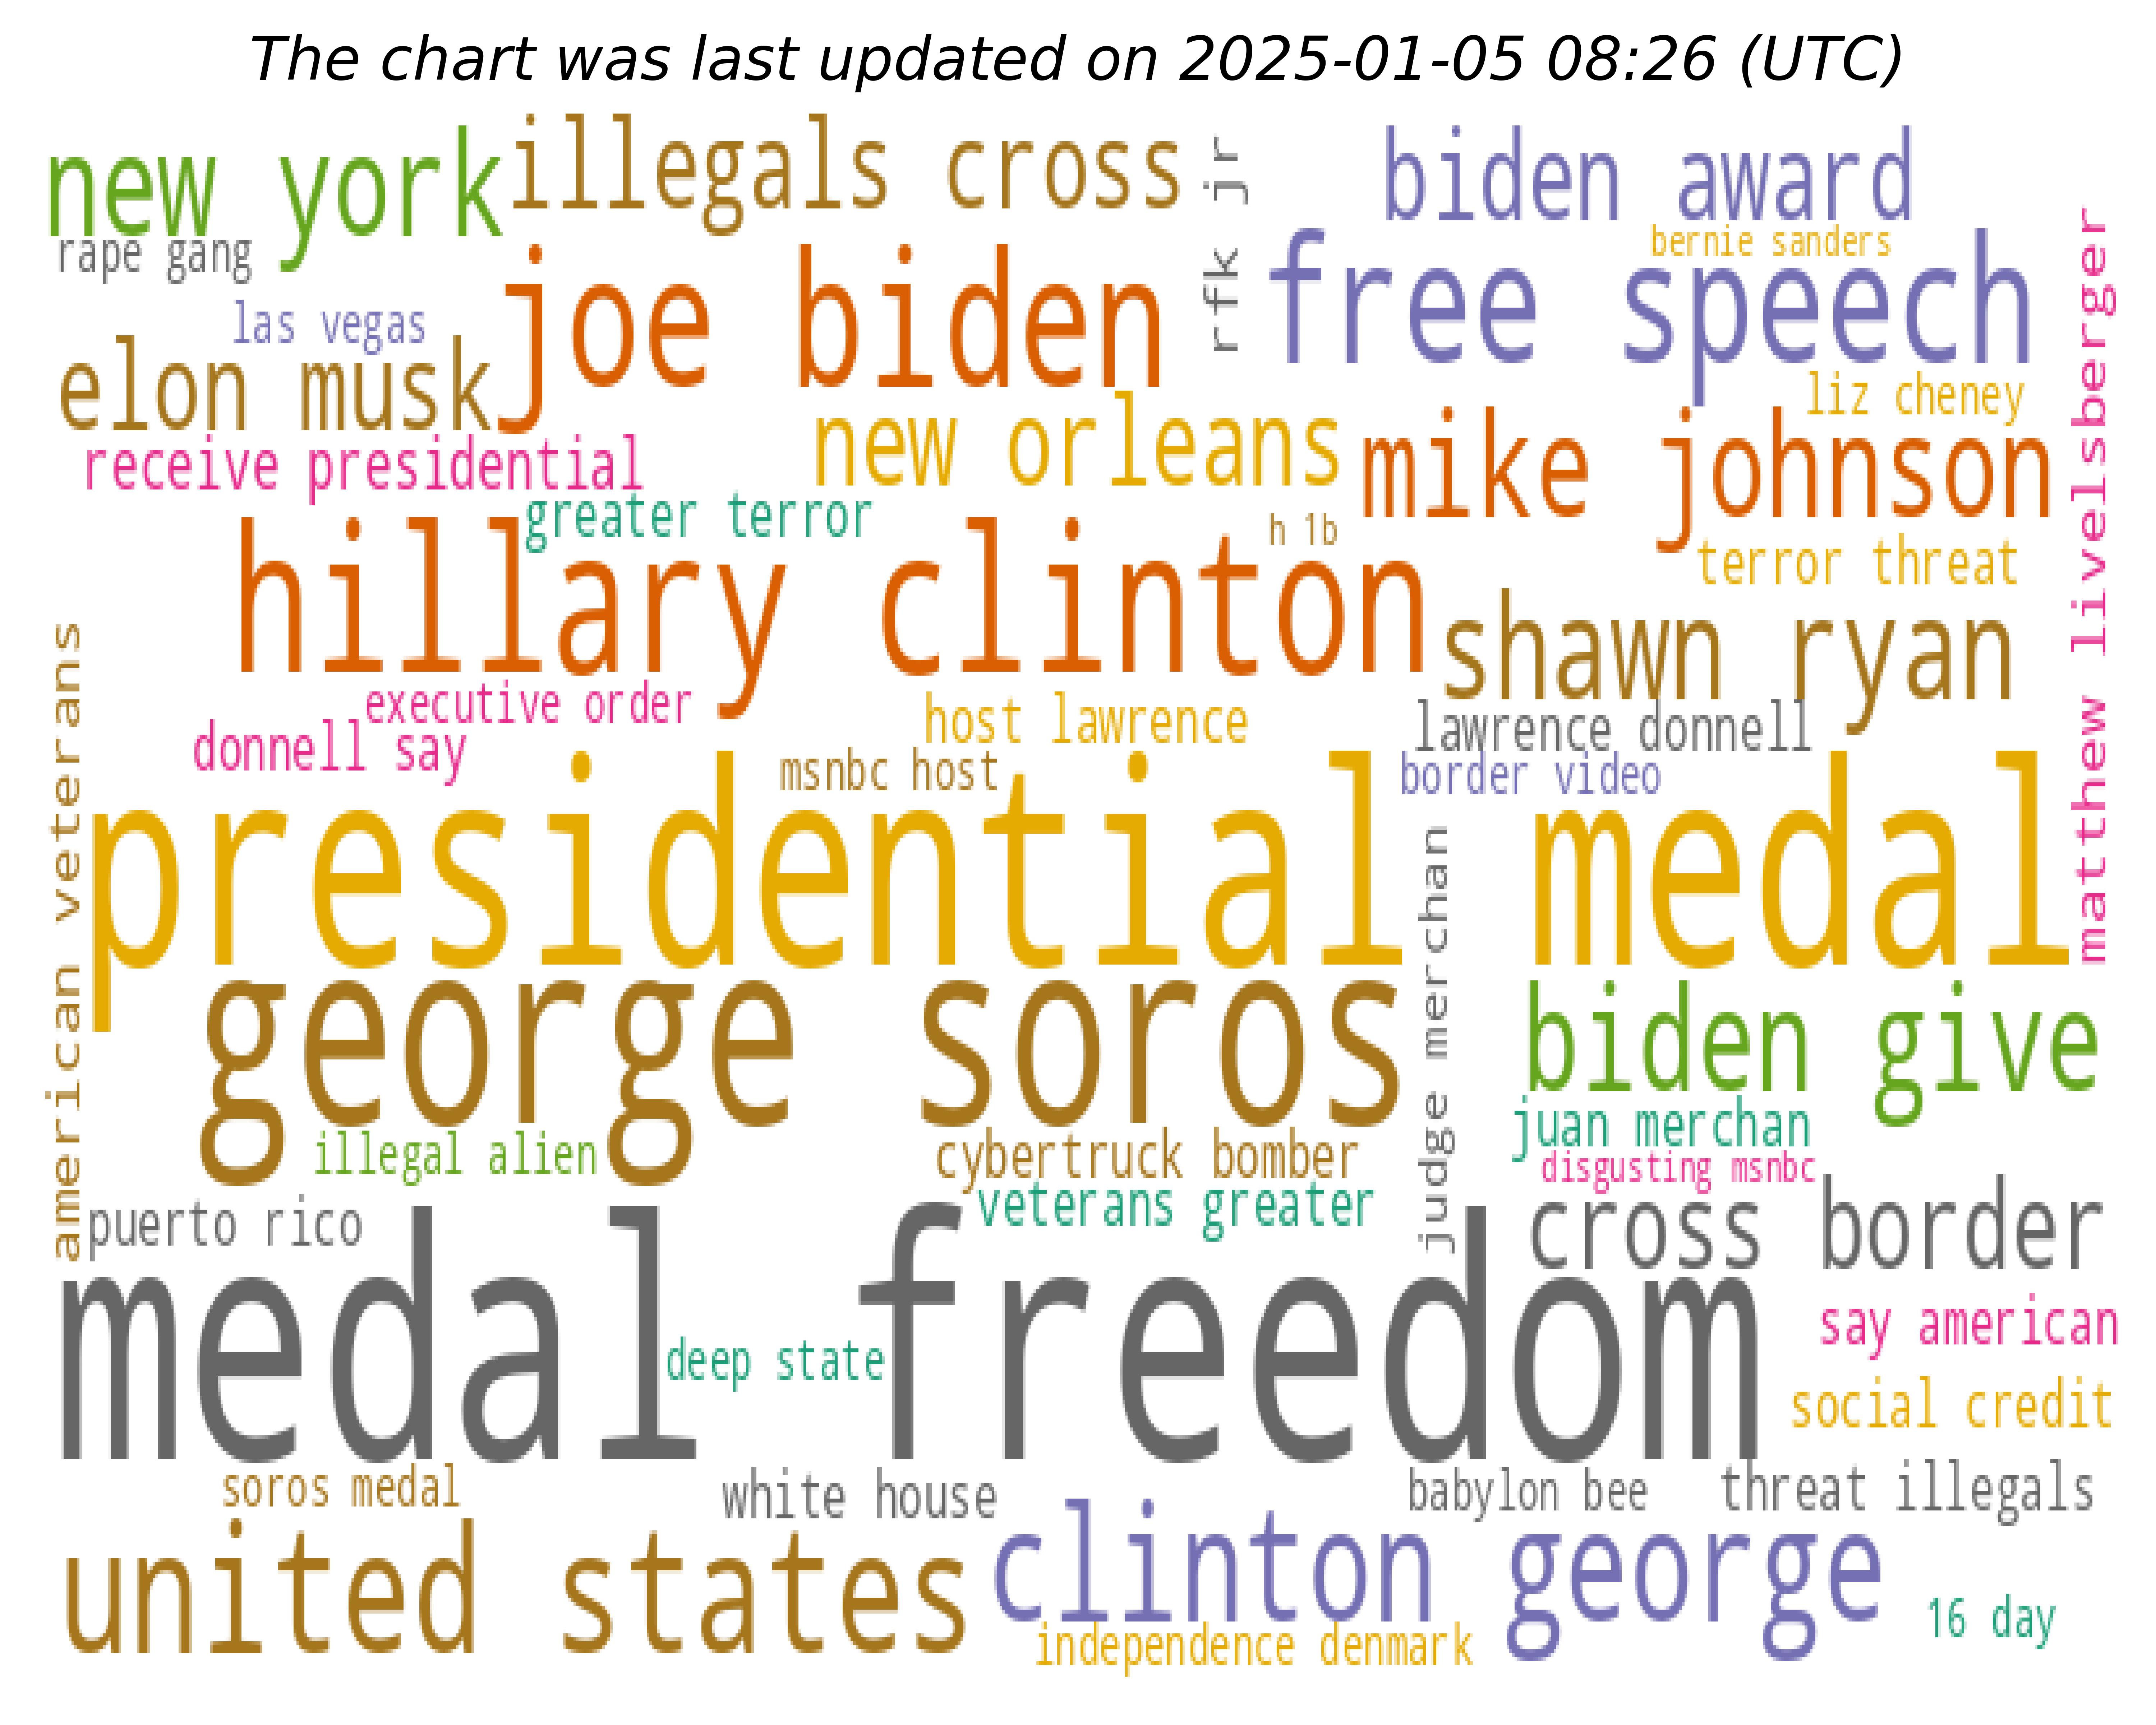 The chart was last updated on 2025-01-05 08:26 (UTC)
new york
illegals cross
rfk jr
biden award
rape gang
joe biden
free speech
bernie sanders
matthew livelsberger
las vegas
elon musk
liz cheney
receive presidential
new orleans
mike johnson
greater terror
h 1b
terror threat
hillary clinton
shawn ryan
american veterans
executive order
host lawrence
lawrence donnell
donnell say
msnbc host
border video
presidential medal
judge merchan
george soros
biden give
juan merchan
illegal alien
cybertruck bomber
disgusting msnbc
veterans greater
puerto rico
cross border
medal freedom
say american
deep state
social credit
soros medal
white house
babylon bee
threat illegals
united states
clinton george
16 day
independence denmark